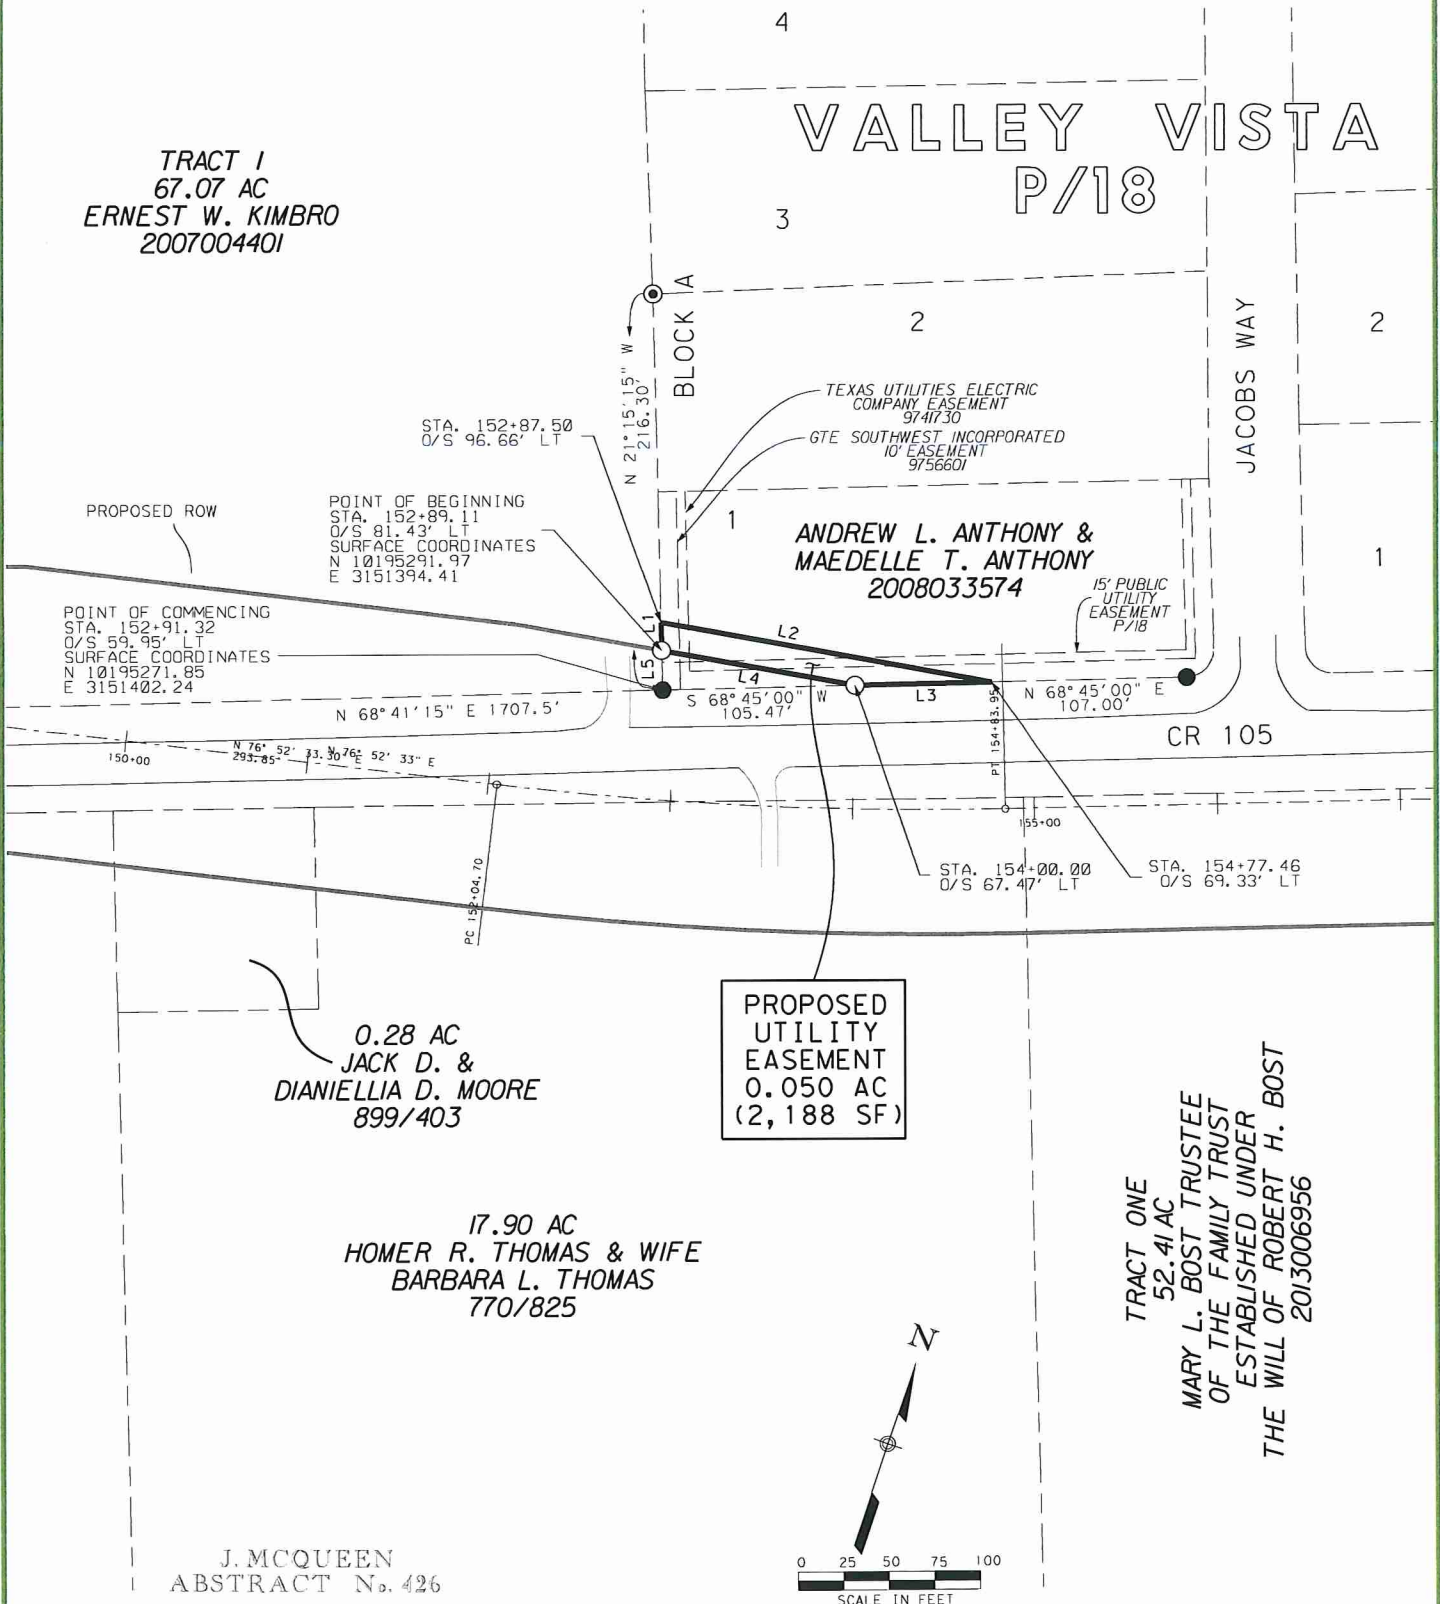 4
VALLEY VISTA
P/18
TRACT I
67.07 AC
ERNEST W. KIMBRO
2007004401
3
BLOCK A
2
JACOBS WAY
2
N 21°15'15" W
216.30'
TEXAS UTILITIES ELECTRIC
COMPANY EASEMENT
9741730
GTE SOUTHWEST INCORPORATED
10' EASEMENT
9756601
STA. 152+87.50
O/S 96.66' LT
PROPOSED ROW
POINT OF BEGINNING
STA. 152+89.11
O/S 81.43' LT
SURFACE COORDINATES
N 10195291.97
E 3151394.41
1
ANDREW L. ANTHONY &
MAEDELLE T. ANTHONY
2008033574
1
15' PUBLIC
UTILITY
EASEMENT
P/18
POINT OF COMMENCING
STA. 152+91.32
O/S 59.95' LT
SURFACE COORDINATES
N 10195271.85
E 3151402.24
L1
L2
L5
L4
L3
S 68°45'00" W
105.47'
N 68°45'00" E
107.00'
N 68°41'15" E 1707.5'
PT 154+83.95
CR 105
N 76° 52' 33.30" E
293.85'
N 76° 52' 33" E
150+00
155+00
PC 152+04.70
STA. 154+00.00
O/S 67.47' LT
STA. 154+77.46
O/S 69.33' LT
PROPOSED
UTILITY
EASEMENT
0.050 AC
(2,188 SF)
0.28 AC
JACK D. &
DIANIELLIA D. MOORE
899/403
17.90 AC
HOMER R. THOMAS & WIFE
BARBARA L. THOMAS
770/825
TRACT ONE
52.41 AC
MARY L. BOST TRUSTEE
OF THE FAMILY TRUST
ESTABLISHED UNDER
THE WILL OF ROBERT H. BOST
2013006956
N
J. MCQUEEN
ABSTRACT No. 426
0 25 50 75 100
SCALE IN FEET